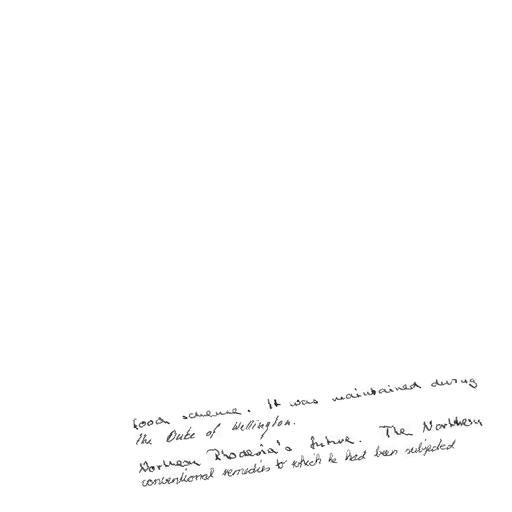 food scheme. It was maintained during
the Duke of Wellington.
Northern Rhodesia's future. The Northern
conventional remedies to which he had been subjected